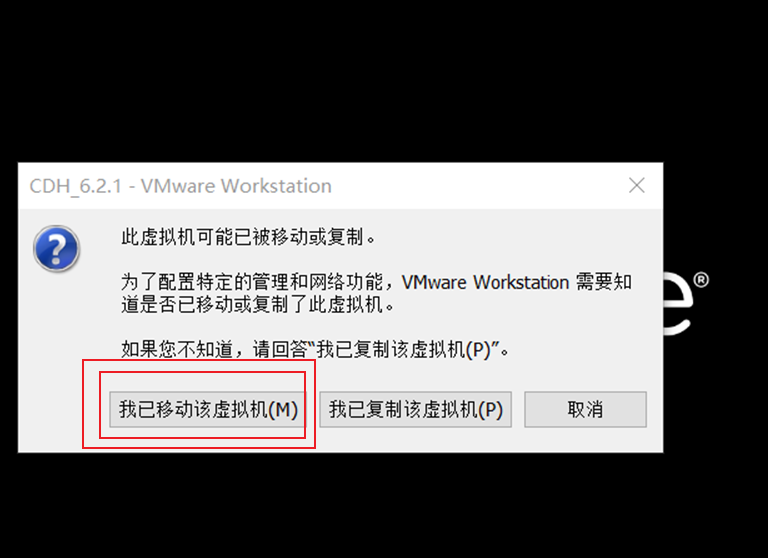 CDH_6.2.1 - VMware Workstation
此虚拟机可能已被移动或复制。
为了配置特定的管理和网络功能，VMware Workstation 需要知
道是否已移动或复制了此虚拟机。
如果您不知道，请回答“我已复制该虚拟机(P)”。
我已移动该虚拟机(M) 我已复制该虚拟机(P) 取消
e®